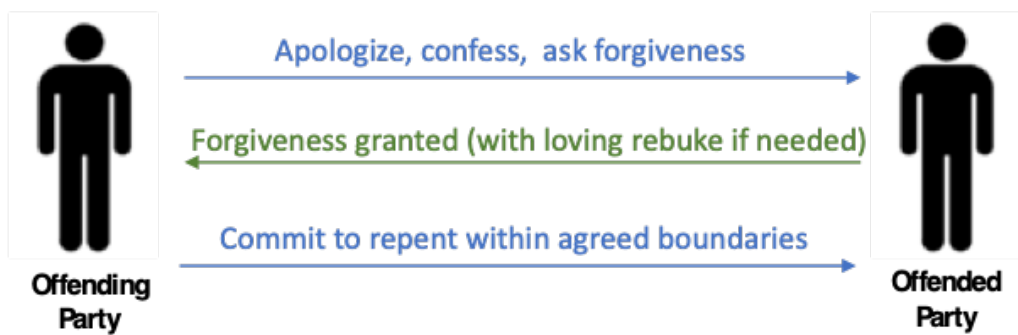 Apologize, confess, ask forgiveness
Forgiveness granted (with loving rebuke if needed)
Commit to repent within agreed boundaries
Offending
Party
Offended
Party